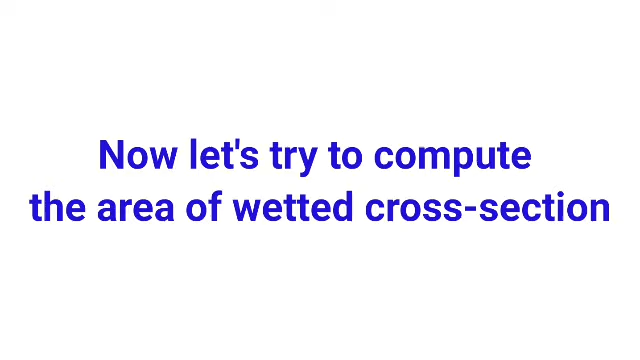 Now let's try to compute
the area of wetted cross-section